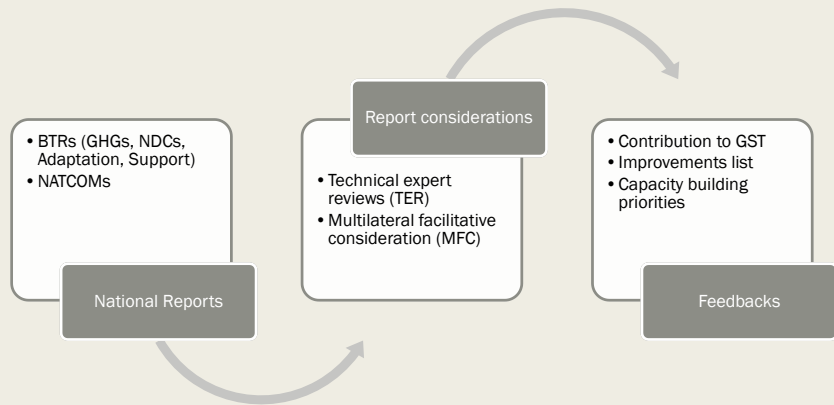 • BTRs (GHGs, NDCs,
Adaptation, Support)
• NATCOMs
National Reports
Report considerations
• Technical expert
reviews (TER)
• Multilateral facilitative
consideration (MFC)
• Contribution to GST
• Improvements list
• Capacity building
priorities
Feedbacks